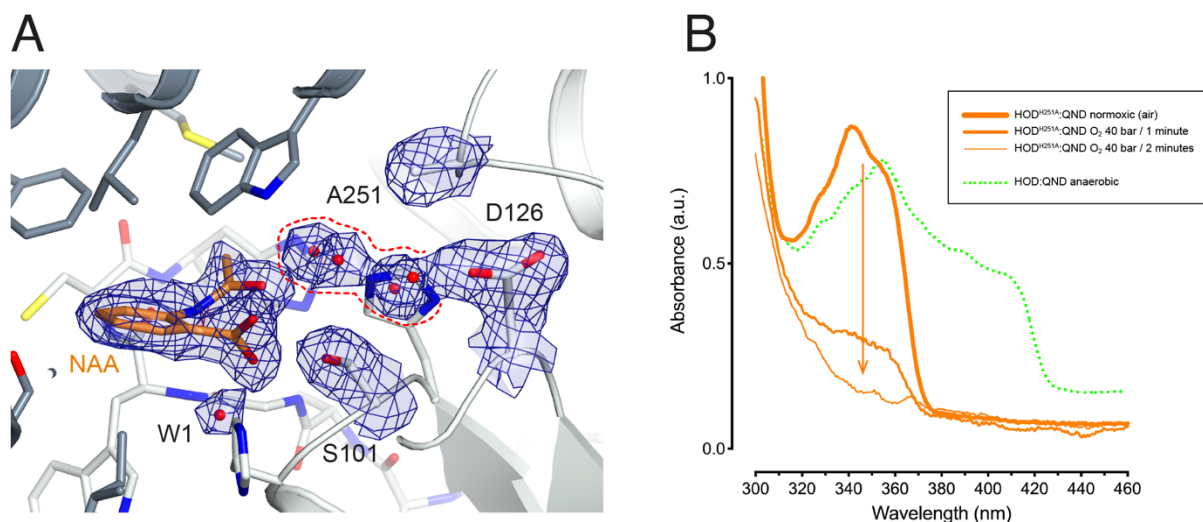 A
A251
D126
NAA
W1
S101
B
Absorbance (a.u.)
1.0
0.5
0.0
300 320 340 360 380 400 420 440 460
Wavelength (nm)
HODᴴ²⁵¹ᴬ:QND normoxic (air)
HODᴴ²⁵¹ᴬ:QND O₂ 40 bar / 1 minute
HODᴴ²⁵¹ᴬ:QND O₂ 40 bar / 2 minutes
HOD:QND anaerobic